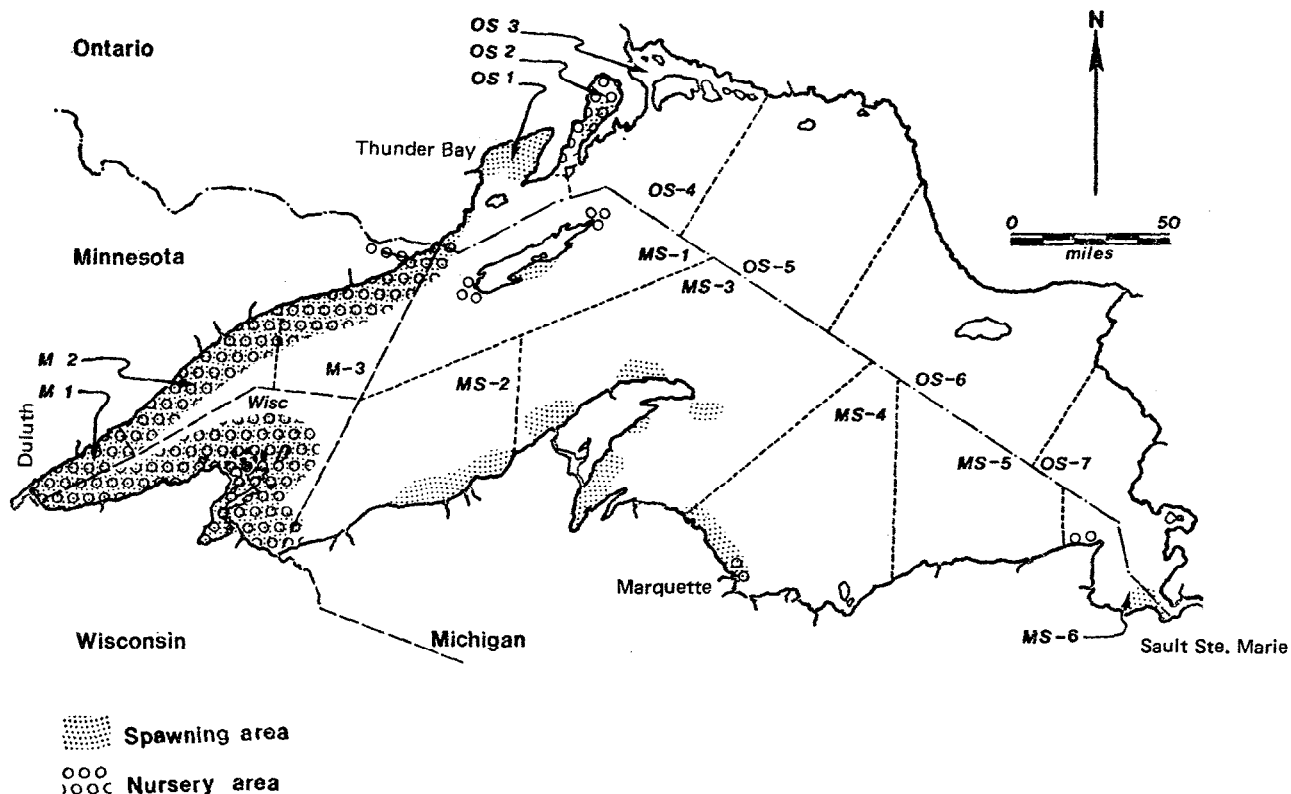 Ontario
OS 3
OS 2
OS 1
N
Thunder Bay
OS-4
0 50
miles
Minnesota
MS-1
OS-5
MS-3
M 2
M-3
MS-2
OS-6
M 1
Wisc
MS-4
Duluth
MS-5
OS-7
Marquette
Wisconsin
Michigan
MS-6
Sault Ste. Marie
Spawning area
Nursery area